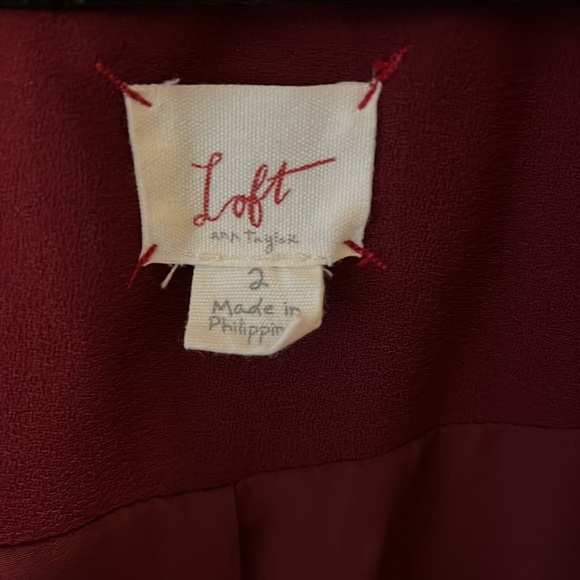 Loft
ann Taylor
2
Made in
Philippin